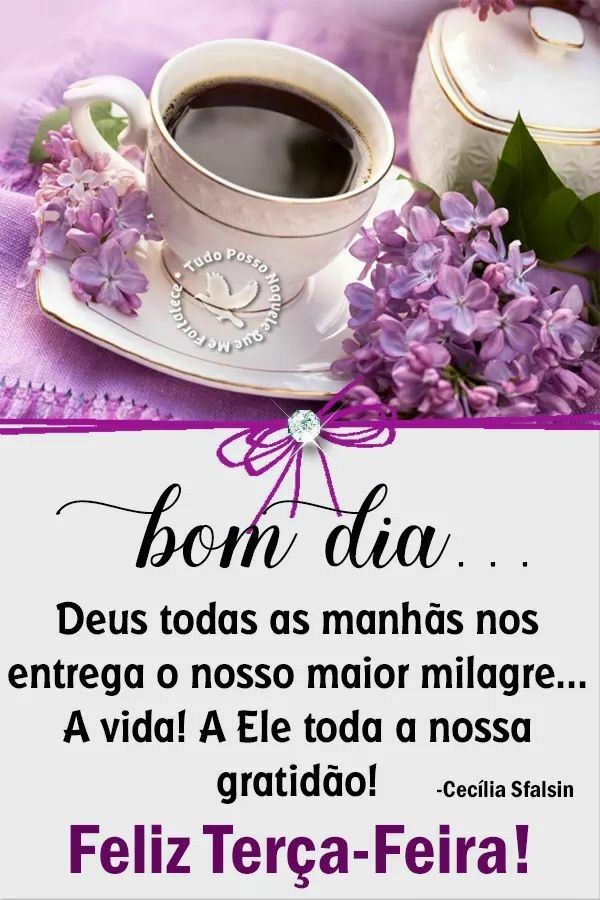 Tudo Posso Naquele Que Me Fortalece *
bom dia...
Deus todas as manhãs nos
entrega o nosso maior milagre...
A vida! A Ele toda a nossa
gratidão!
-Cecília Sfalsin
Feliz Terça-Feira!